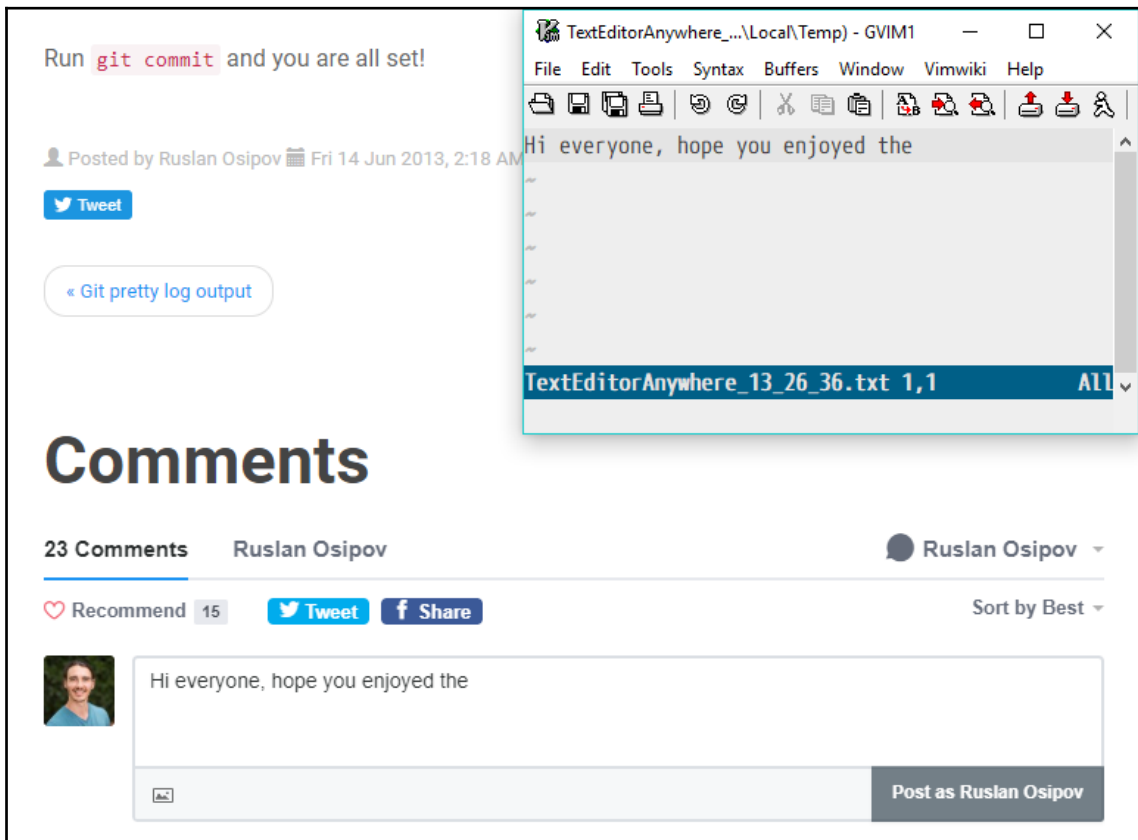 Run git commit and you are all set!
Posted by Ruslan Osipov Fri 14 Jun 2013, 2:18 AM
Tweet
« Git pretty log output
TextEditorAnywhere_...\Local\Temp) - GVIM1
File Edit Tools Syntax Buffers Window Vimwiki Help
Hi everyone, hope you enjoyed the
~
~
~
~
~
~
TextEditorAnywhere_13_26_36.txt 1,1 All
Comments
23 Comments Ruslan Osipov Ruslan Osipov
Recommend 15 Tweet f Share Sort by Best
Hi everyone, hope you enjoyed the
Post as Ruslan Osipov